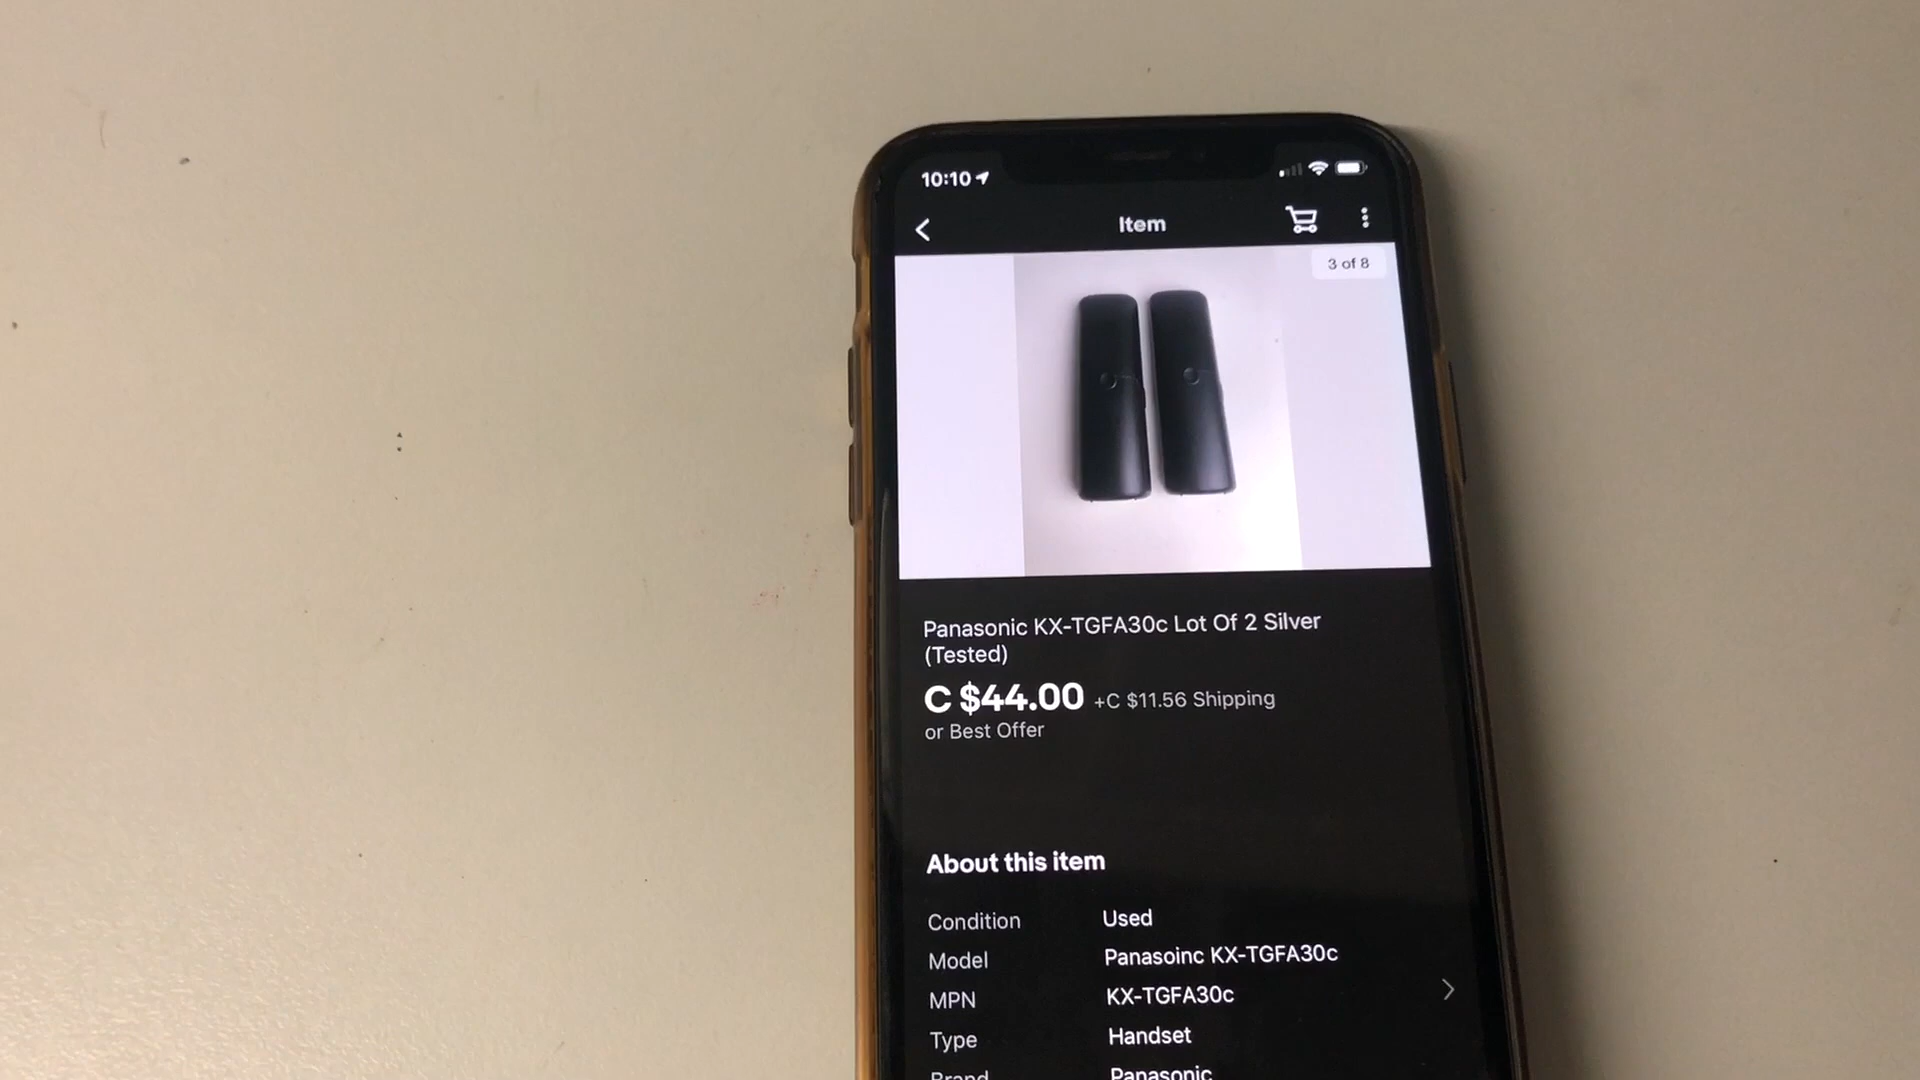 10:10
Item
3 of 8
Panasonic KX-TGFA30c Lot Of 2 Silver
(Tested)
C $44.00 +C $11.56 Shipping
or Best Offer
About this item
Condition Used
Model Panasoinc KX-TGFA30c
MPN KX-TGFA30c
Type Handset
Brand Panasonic